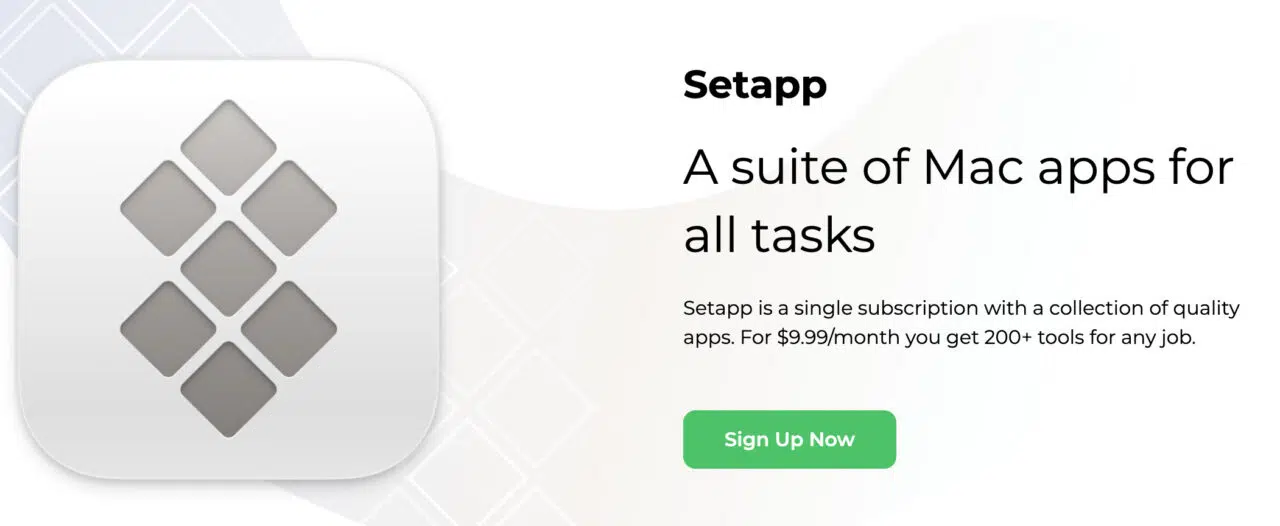 Setapp
A suite of Mac apps for
all tasks
Setapp is a single subscription with a collection of quality
apps. For $9.99/month you get 200+ tools for any job.
Sign Up Now